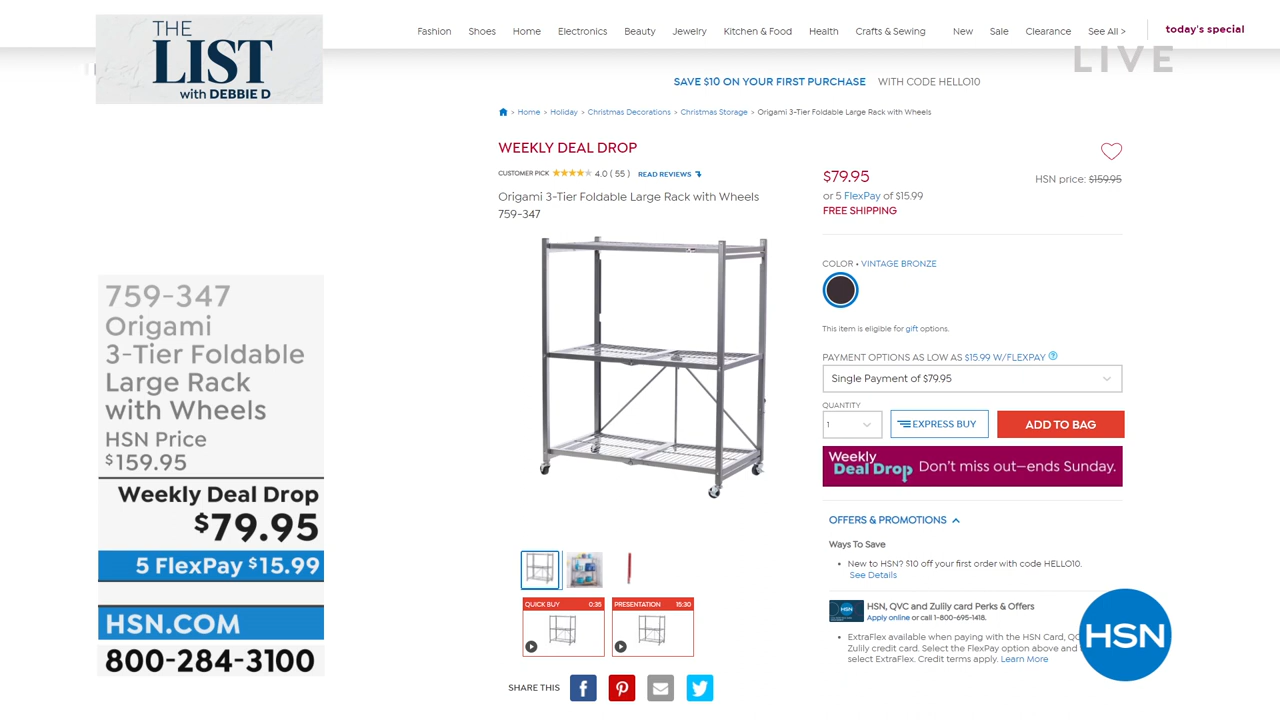 THE
LIST
with DEBBIE D
Fashion Shoes Home Electronics Beauty Jewelry Kitchen & Food Health Crafts & Sewing New Sale Clearance See All > today's special
LIVE
SAVE $10 ON YOUR FIRST PURCHASE WITH CODE HELLO10
> Home > Holiday > Christmas Decorations > Christmas Storage > Origami 3-Tier Foldable Large Rack with Wheels
WEEKLY DEAL DROP
CUSTOMER PICK 4.0 ( 55 ) READ REVIEWS
Origami 3-Tier Foldable Large Rack with Wheels
759-347
$79.95
HSN price: $159.95
or 5 FlexPay of $15.99
FREE SHIPPING
COLOR • VINTAGE BRONZE
This item is eligible for gift options.
PAYMENT OPTIONS AS LOW AS $15.99 W/FLEXPAY ?
Single Payment of $79.95
QUANTITY
1
EXPRESS BUY
ADD TO BAG
Weekly
Deal Drop Don't miss out—ends Sunday.
OFFERS & PROMOTIONS
Ways To Save
• New to HSN? $10 off your first order with code HELLO10.
See Details
HSN, QVC and Zulily card Perks & Offers
Apply online or call 1-800-695-1418.
• ExtraFlex available when paying with the HSN Card, QC
Zulily credit card. Select the FlexPay option above and
select ExtraFlex. Credit terms apply. Learn More
QUICK BUY 0:35
PRESENTATION 15:30
SHARE THIS
759-347
Origami
3-Tier Foldable
Large Rack
with Wheels
HSN Price
$159.95
Weekly Deal Drop
$79.95
5 FlexPay $15.99
HSN.COM
800-284-3100
HSN